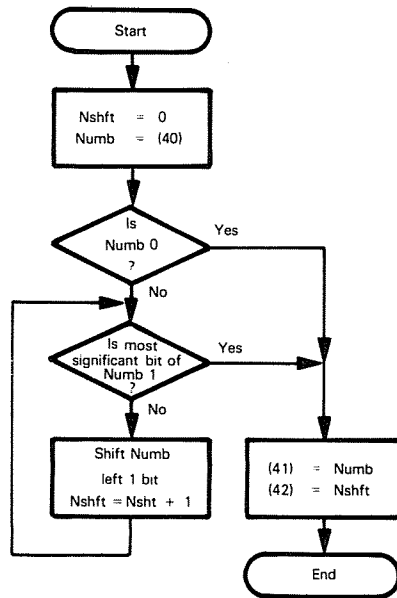 Start
Nshft = 0
Numb = (40)
Is
Numb 0
?
Yes
No
Is most
significant bit of
Numb 1
?
Yes
No
Shift Numb
left 1 bit
Nshft = Nsht + 1
(41) = Numb
(42) = Nshft
End